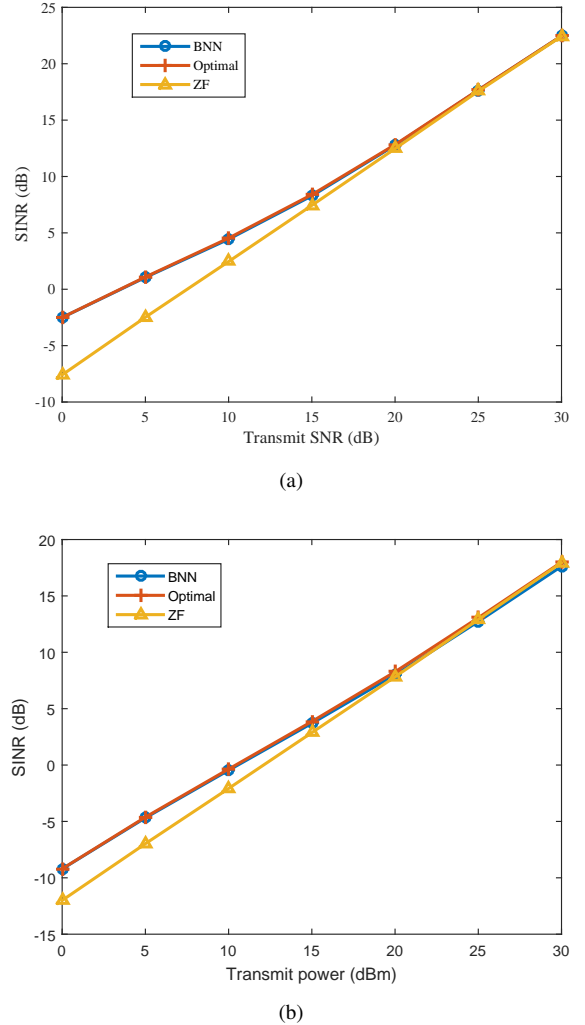 25
20
15
10
5
0
-5
-10
SINR (dB)
BNN
Optimal
ZF
0 5 10 15 20 25 30
Transmit SNR (dB)
(a)
20
15
10
5
0
-5
-10
-15
SINR (dB)
BNN
Optimal
ZF
0 5 10 15 20 25 30
Transmit power (dBm)
(b)